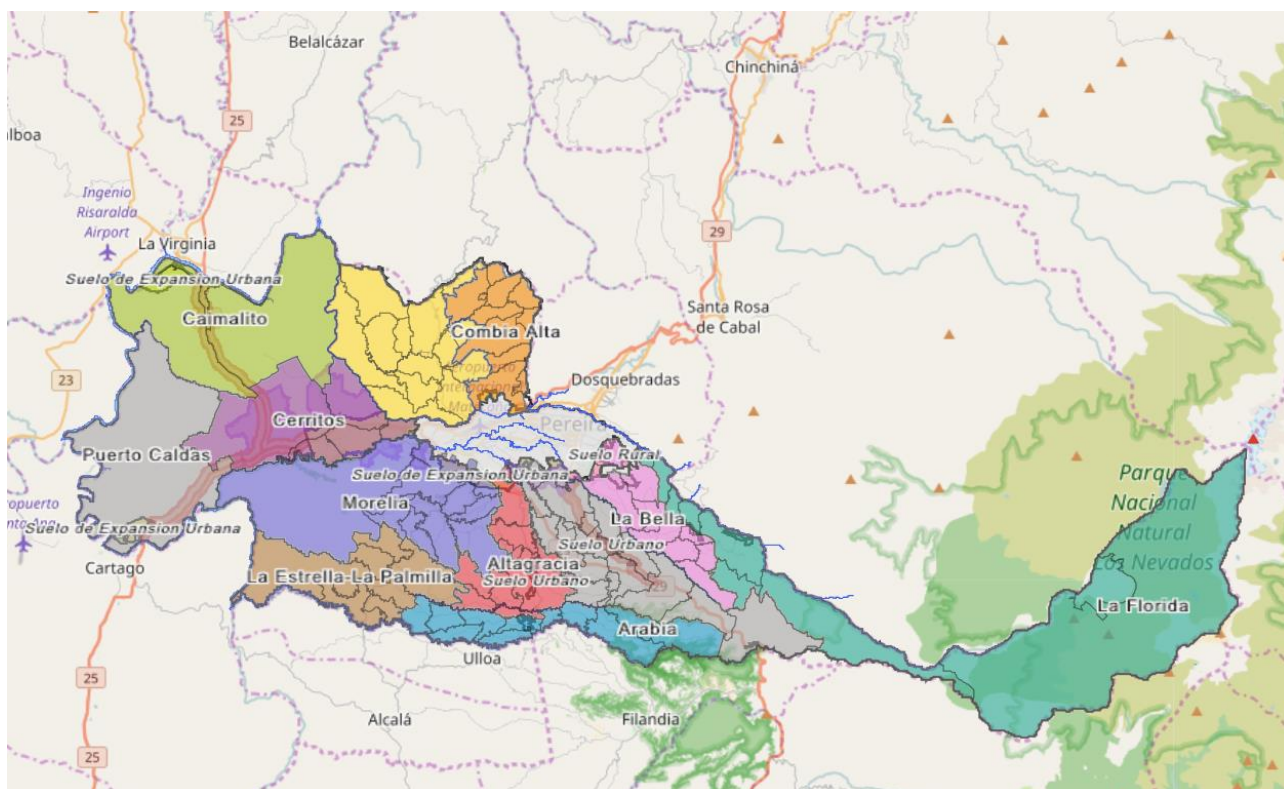 Belalcázar
Chinchiná
alboa
25
Ingenio
Risaralda
Airport
La Virginia
29
Suelo de Expansion Urbana
Caimalito
Combia Alta
Santa Rosa
de Cabal
23
Dosquebradas
Cerritos
Pereira
Puerto Caldas
Suelo Rural
Suelo de Expansion Urbana
Parque
Nacional
Natural
Los Nevados
Morelia
La Bella
Suelo de Expansion Urbana
Suelo Urbano
Cartago
La Estrella-La Palmilla
Altagracia
Suelo Urbano
29
La Florida
Arabia
Ulloa
25
Alcalá
Filandia
25